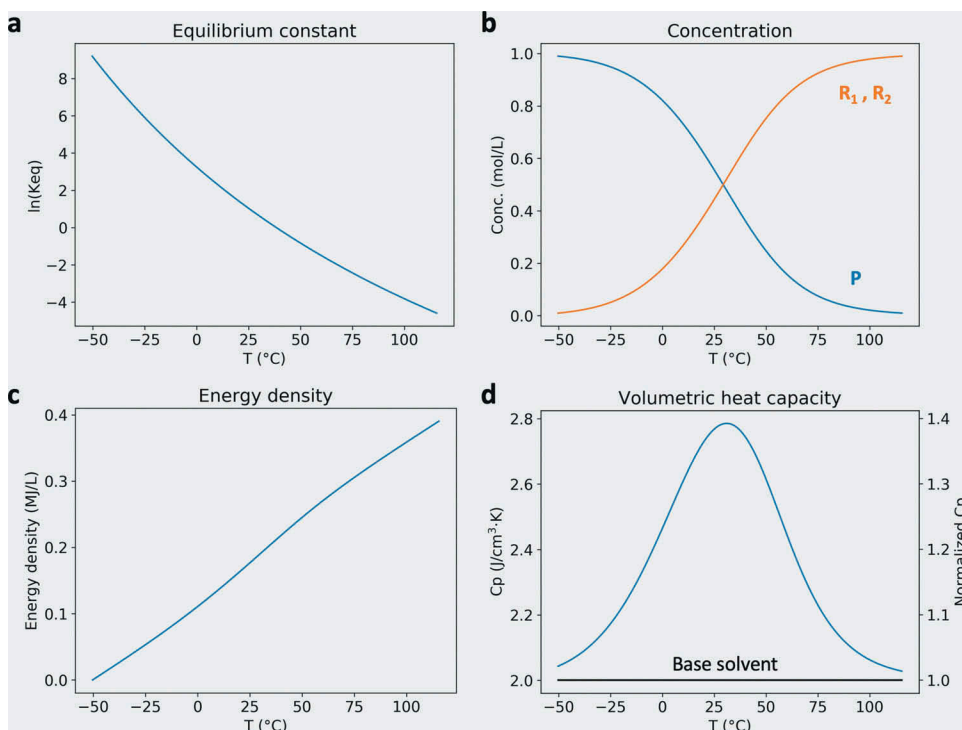 a
Equilibrium constant
8
6
4
2
0
−2
−4
ln(Keq)
−50 −25 0 25 50 75 100
T (°C)
b
Concentration
1.0
0.8
0.6
0.4
0.2
0.0
Conc. (mol/L)
R1 , R2
P
−50 −25 0 25 50 75 100
T (°C)
c
Energy density
0.4
0.3
0.2
0.1
0.0
Energy density (MJ/L)
−50 −25 0 25 50 75 100
T (°C)
d
Volumetric heat capacity
2.8
2.6
2.4
2.2
2.0
Cp (J/cm³·K)
1.4
1.3
1.2
1.1
1.0
Normalized Cp
Base solvent
−50 −25 0 25 50 75 100
T (°C)